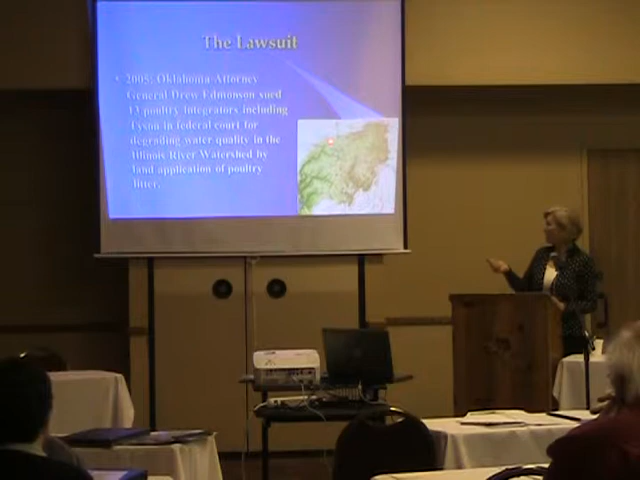 The Lawsuit
• 2005: Oklahoma Attorney
General Drew Edmonson sued
13 poultry integrators including
Tyson in federal court for
degrading water quality in the
Illinois River Watershed by
land application of poultry
litter.